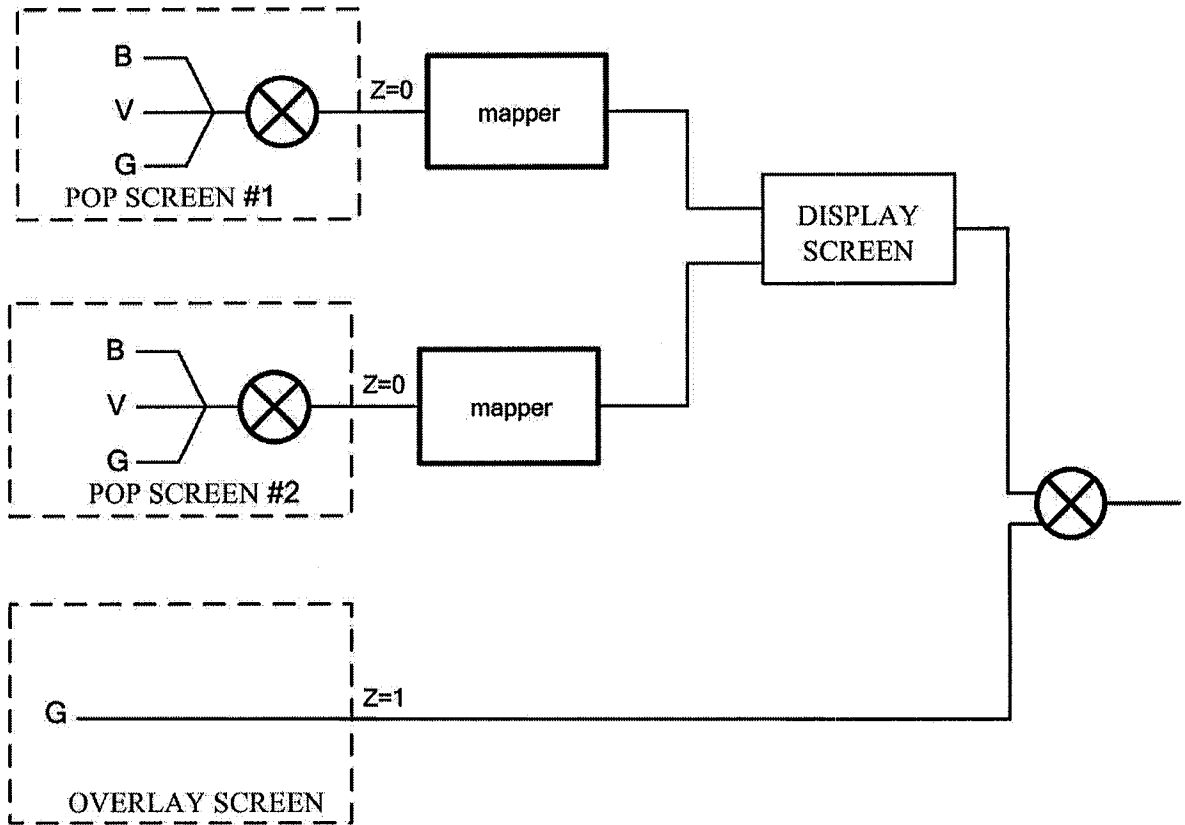 B
V
G
POP SCREEN #1
Z=0
mapper
DISPLAY
SCREEN
B
V
G
POP SCREEN #2
Z=0
mapper
G
Z=1
OVERLAY SCREEN